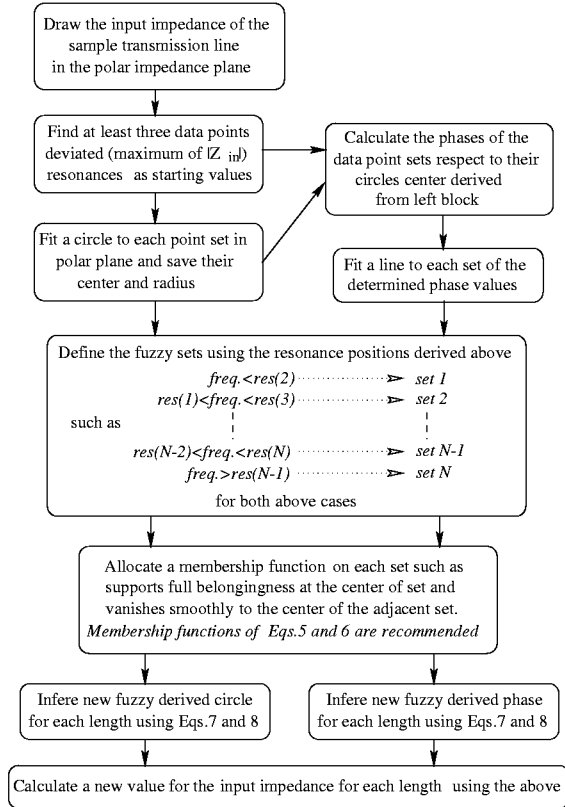 Draw the input impedance of the
sample transmission line
in the polar impedance plane
Find at least three data points
deviated (maximum of |Z in|)
resonances as starting values
Calculate the phases of the
data point sets respect to their
circles center derived
from left block
Fit a circle to each point set in
polar plane and save their
center and radius
Fit a line to each set of the
determined phase values
Define the fuzzy sets using the resonance positions derived above
freq.<res(2) set 1
res(1)<freq.<res(3) set 2
such as
res(N-2)<freq.<res(N) set N-1
freq.>res(N-1) set N
for both above cases
Allocate a membership function on each set such as
supports full belongingness at the center of set and
vanishes smoothly to the center of the adjacent set.
Membership functions of Eqs.5 and 6 are recommended
Infere new fuzzy derived circle
for each length using Eqs.7 and 8
Infere new fuzzy derived phase
for each length using Eqs.7 and 8
Calculate a new value for the input impedance for each length using the above